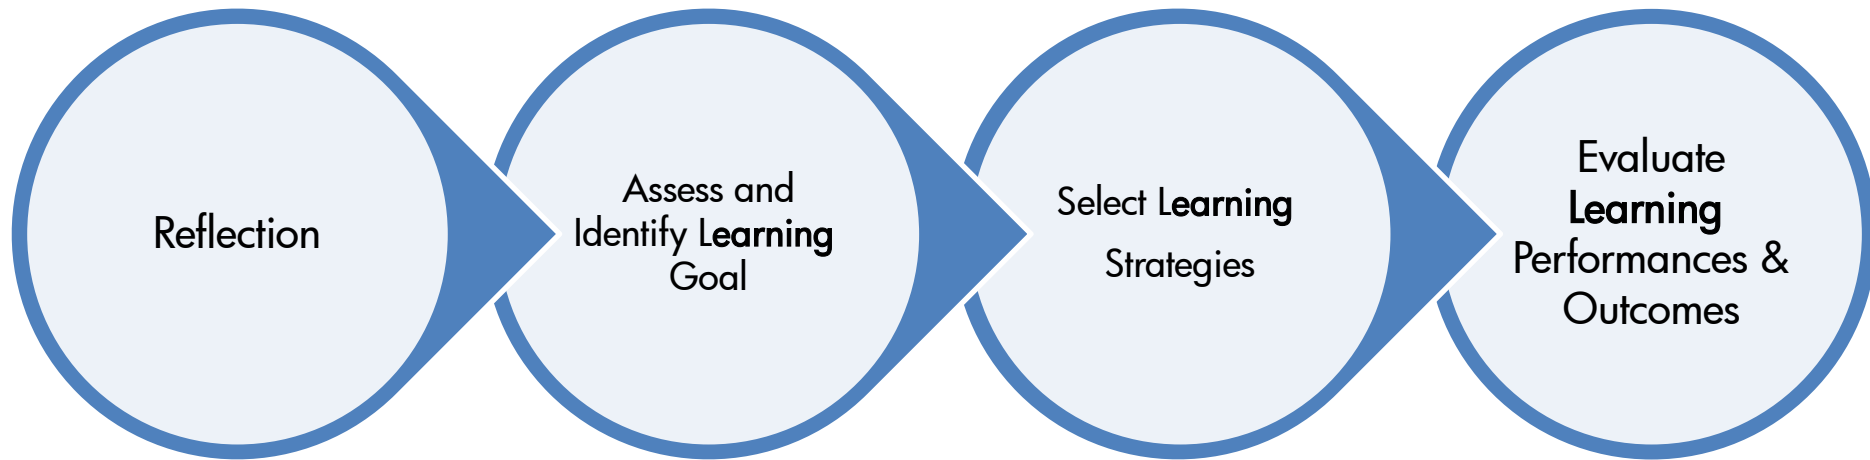 Reflection
Assess and
Identify Learning
Goal
Select Learning
Strategies
Evaluate
Learning
Performances &
Outcomes